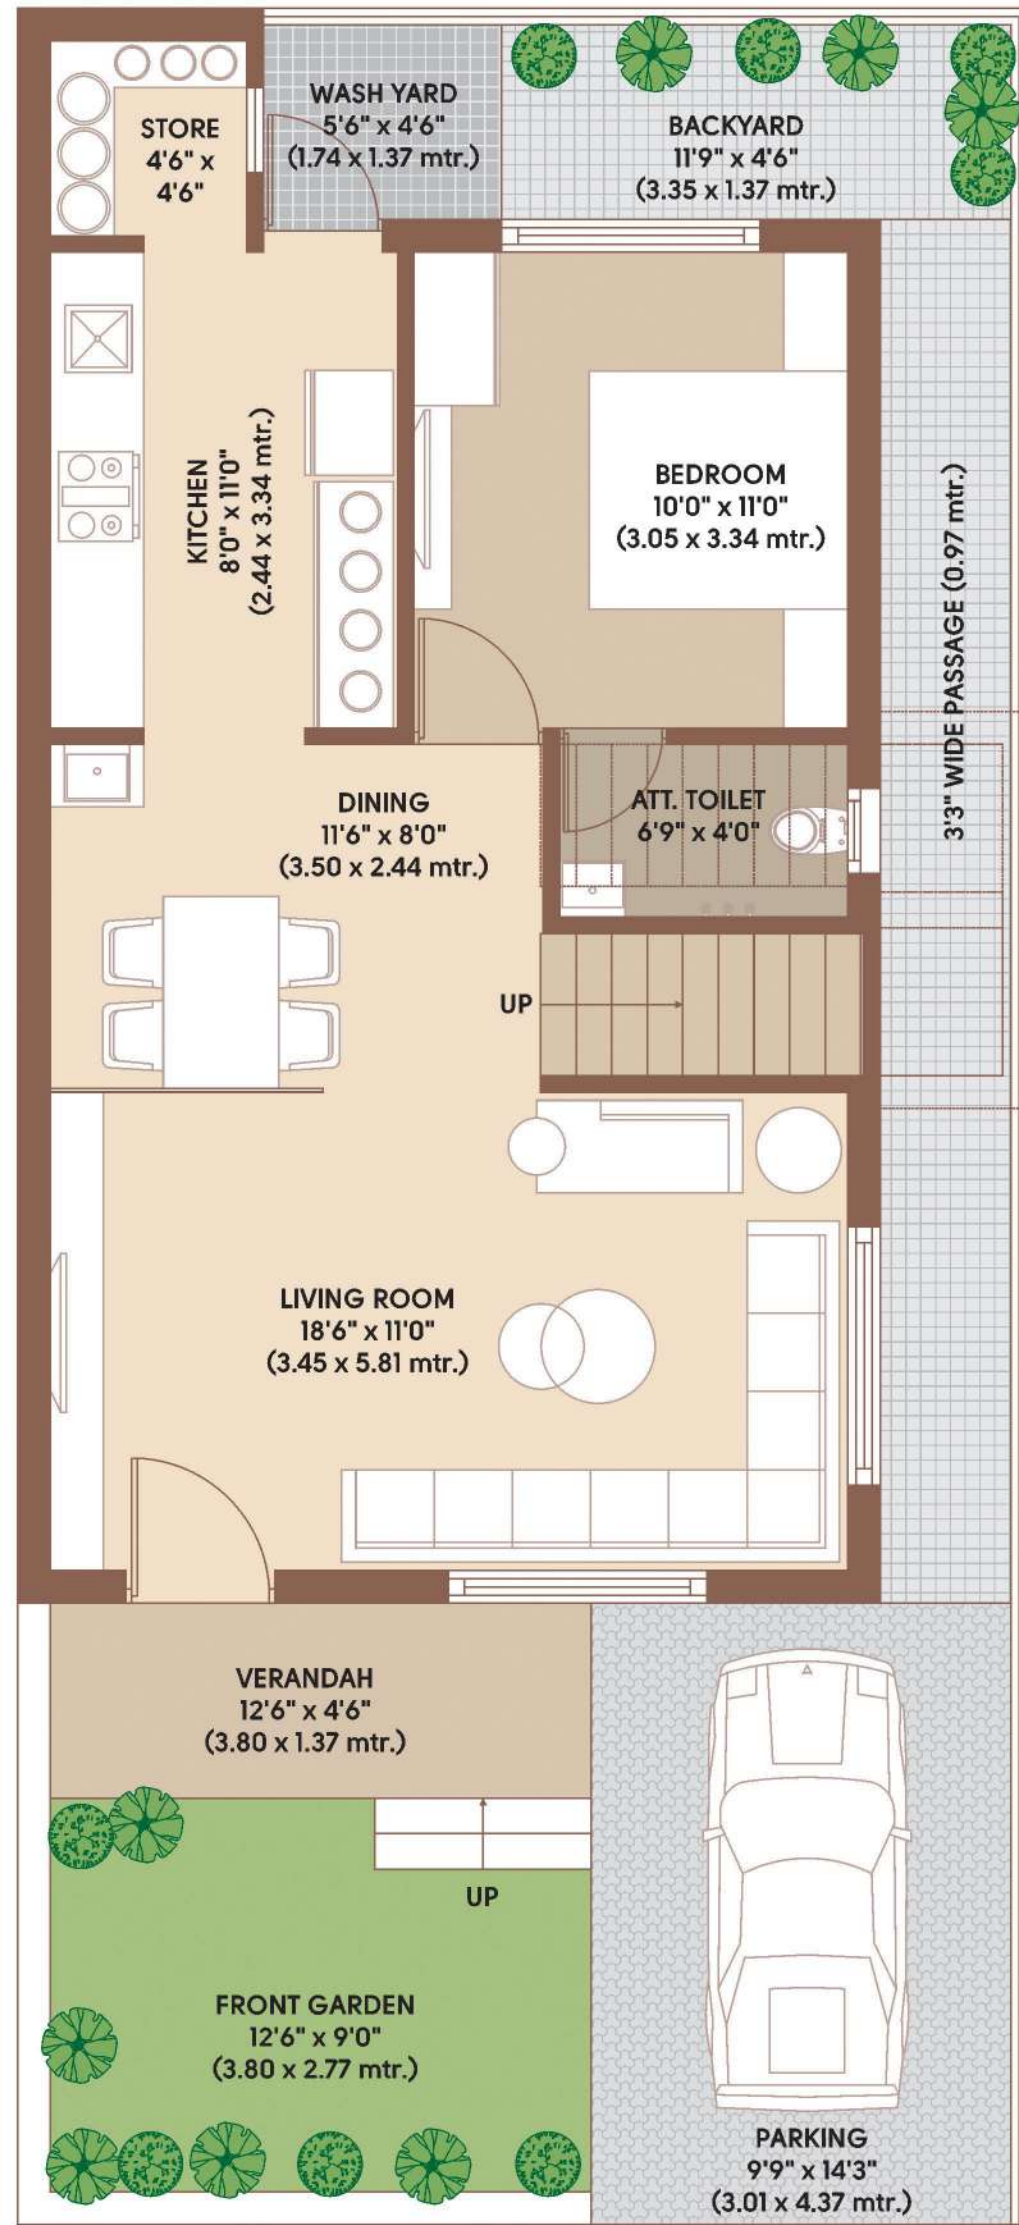 WASH YARD
5'6" x 4'6"
(1.74 x 1.37 mtr.)
STORE
4'6" x
4'6"
BACKYARD
11'9" x 4'6"
(3.35 x 1.37 mtr.)
KITCHEN
8'0" x 11'0"
(2.44 x 3.34 mtr.)
BEDROOM
10'0" x 11'0"
(3.05 x 3.34 mtr.)
3'3" WIDE PASSAGE (0.97 mtr.)
DINING
11'6" x 8'0"
(3.50 x 2.44 mtr.)
ATT. TOILET
6'9" x 4'0"
UP
LIVING ROOM
18'6" x 11'0"
(3.45 x 5.81 mtr.)
VERANDAH
12'6" x 4'6"
(3.80 x 1.37 mtr.)
UP
FRONT GARDEN
12'6" x 9'0"
(3.80 x 2.77 mtr.)
PARKING
9'9" x 14'3"
(3.01 x 4.37 mtr.)